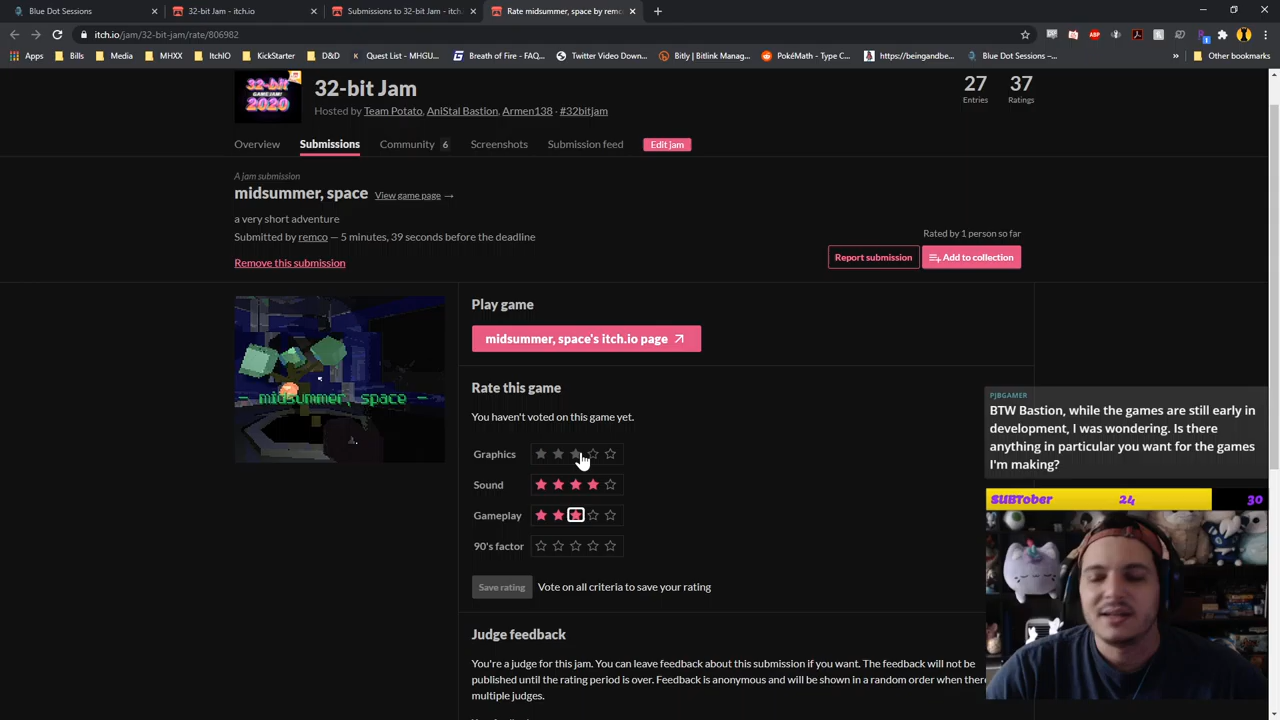 Blue Dot Sessions
32-bit Jam - itch.io
Submissions to 32-bit Jam - itch.i
Rate midsummer, space by remc
itch.io/jam/32-bit-jam/rate/806982
Apps Bills Media MHXX ItchIO KickStarter D&D Quest List - MHGU... Breath of Fire - FAQ... Twitter Video Down... Bitly | Bitlink Manag... PokéMath - Type C... https://beingandbe... Blue Dot Sessions —... » Other bookmarks
32-bit
GAMEJAM!
2020
32-bit Jam
Hosted by Team Potato, AniStal Bastion, Armen138 · #32bitjam
27
Entries
37
Ratings
Overview Submissions Community 6 Screenshots Submission feed Edit jam
A jam submission
midsummer, space View game page →
a very short adventure
Submitted by remco — 5 minutes, 39 seconds before the deadline
Remove this submission
Rated by 1 person so far
Report submission Add to collection
- midsummer, space -
Play game
midsummer, space's itch.io page
Rate this game
You haven't voted on this game yet.
Graphics
Sound
Gameplay
90's factor
Save rating Vote on all criteria to save your rating
Judge feedback
You're a judge for this jam. You can leave feedback about this submission if you want. The feedback will not be
published until the rating period is over. Feedback is anonymous and will be shown in a random order when there
multiple judges.
PJBGAMER
BTW Bastion, while the games are still early in
development, I was wondering. Is there
anything in particular you want for the games
I'm making?
SUBTober 24 30